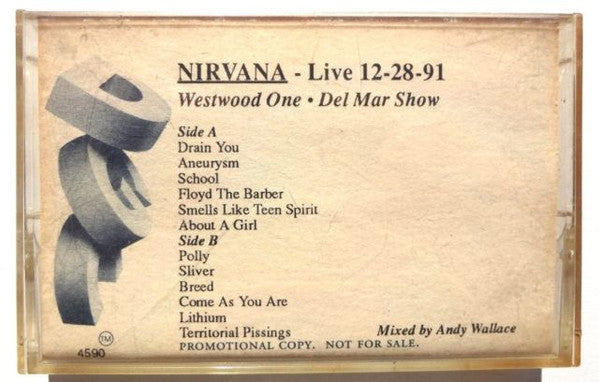 NIRVANA - Live 12-28-91
Westwood One • Del Mar Show
Side A
Drain You
Aneurysm
School
Floyd The Barber
Smells Like Teen Spirit
About A Girl
Side B
Polly
Sliver
Breed
Come As You Are
Lithium
Territorial Pissings
Mixed by Andy Wallace
PROMOTIONAL COPY. NOT FOR SALE.
TM
4590